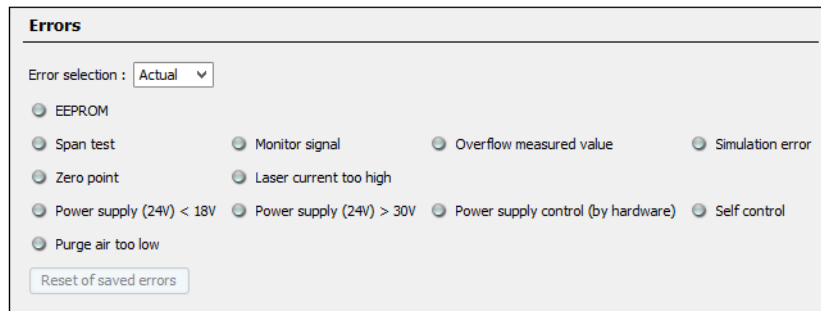 Errors
Error selection : Actual
EEPROM
Span test Monitor signal Overflow measured value Simulation error
Zero point Laser current too high
Power supply (24V) < 18V Power supply (24V) > 30V Power supply control (by hardware) Self control
Purge air too low
Reset of saved errors